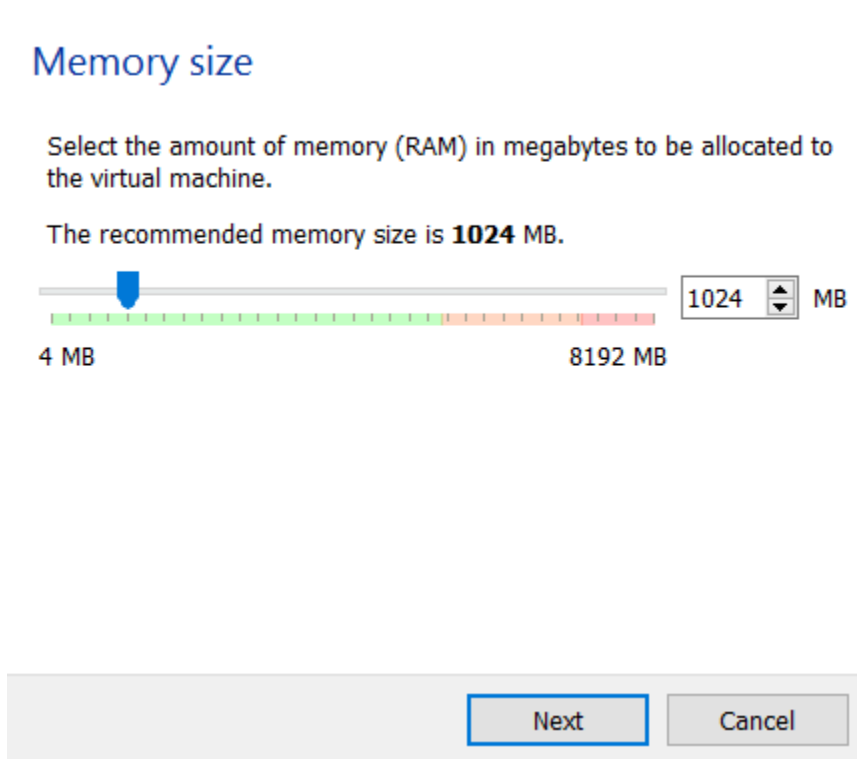 Memory size
Select the amount of memory (RAM) in megabytes to be allocated to
the virtual machine.
The recommended memory size is 1024 MB.
1024 MB
4 MB 8192 MB
Next Cancel